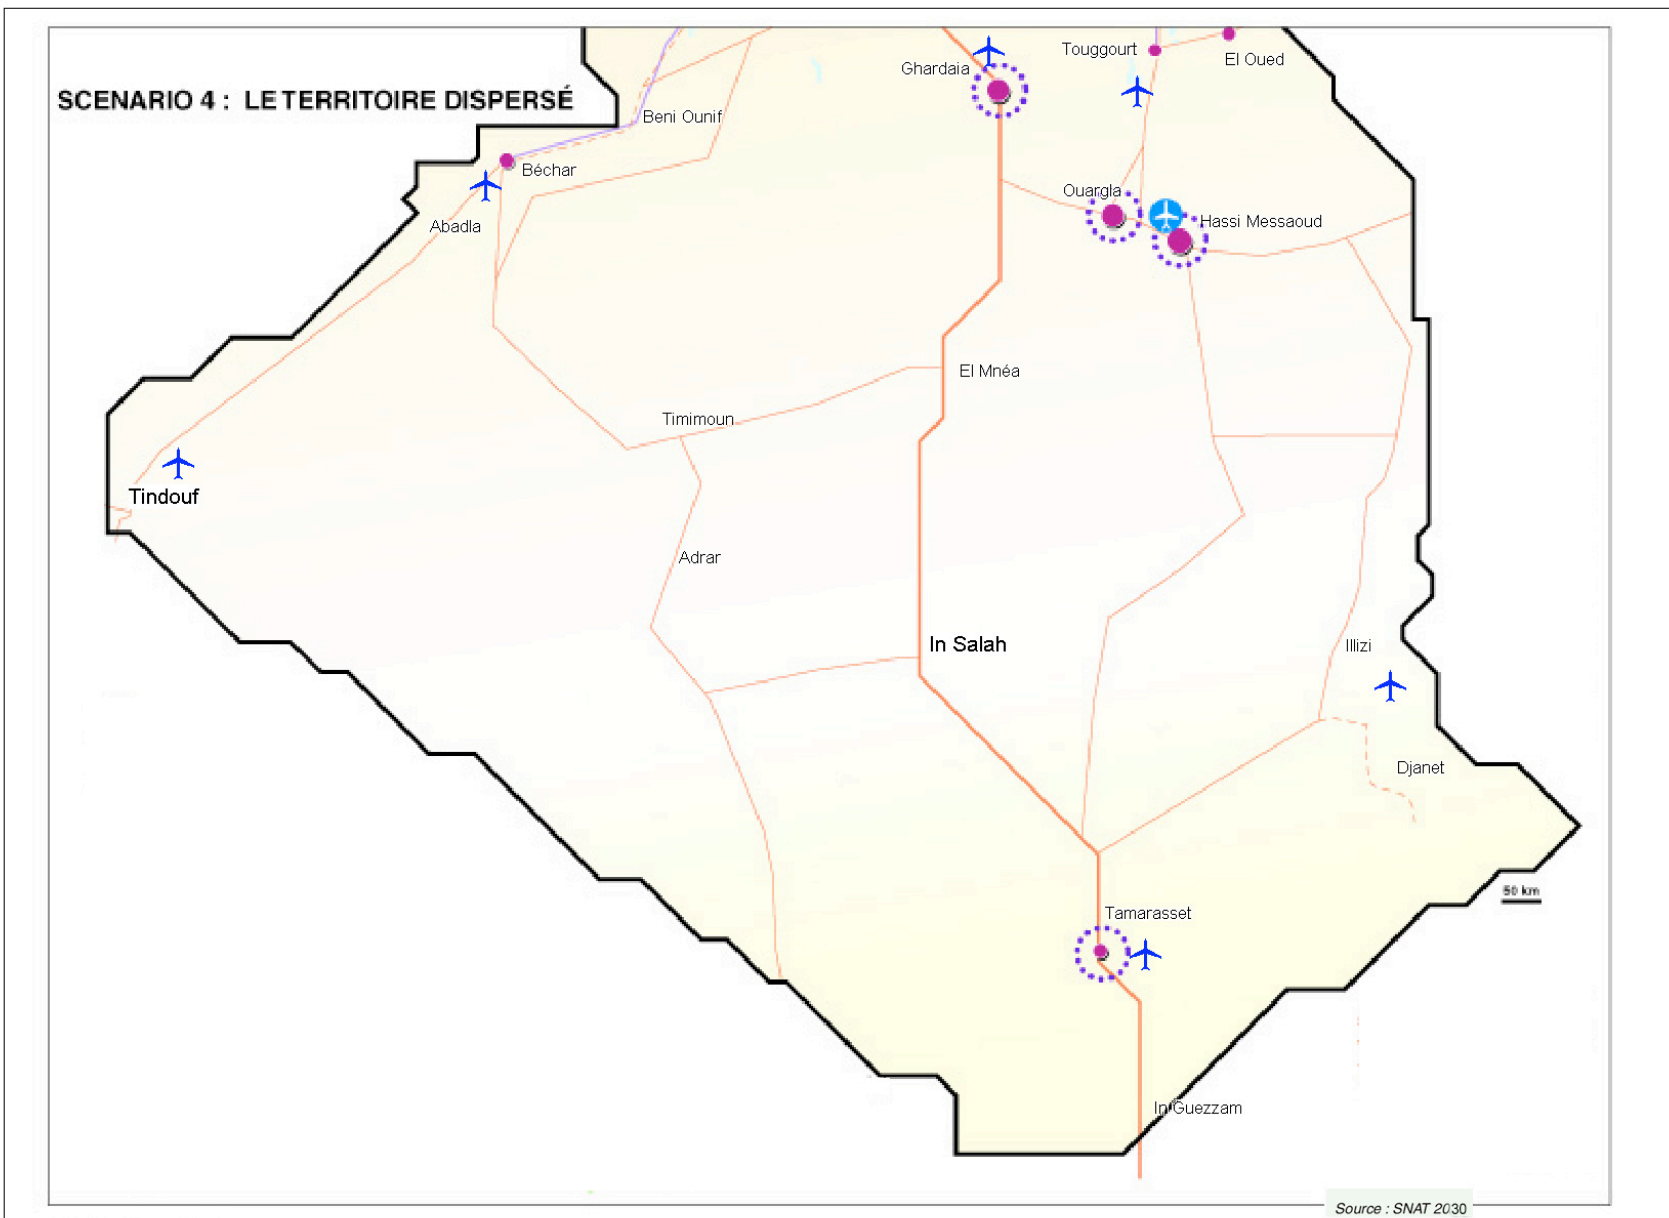 Touggourt
El Oued
Ghardaia
SCENARIO 4 : LE TERRITOIRE DISPERSÉ
Beni Ounif
Béchar
Ouargla
Hassi Messaoud
Abadla
El Mnéa
Timimoun
Tindouf
Adrar
In Salah
Illizi
Djanet
50 km
Tamarasset
In Guezzam
Source : SNAT 2030